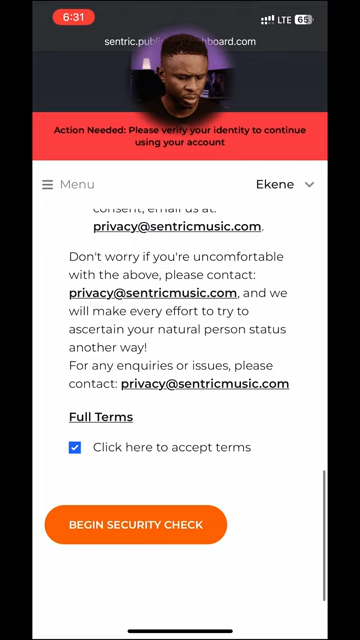 6:31
LTE 65
sentric.publi hboard.com
Action Needed: Please verify your identity to continue
using your account
Menu
Ekene
consent, email us at:
privacy@sentricmusic.com.
Don't worry if you're uncomfortable
with the above, please contact:
privacy@sentricmusic.com, and we
will make every effort to try to
ascertain your natural person status
another way!
For any enquiries or issues, please
contact: privacy@sentricmusic.com
Full Terms
Click here to accept terms
BEGIN SECURITY CHECK